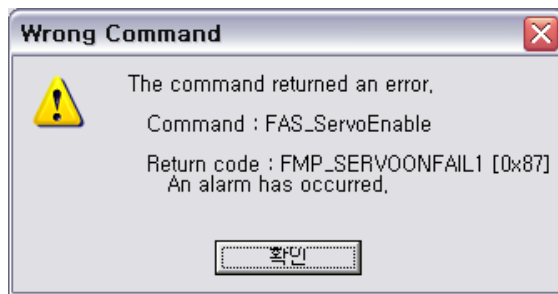 Wrong Command
The command returned an error,
Command : FAS_ServoEnable
Return code : FMP_SERVOONFAIL1 [0x87]
An alarm has occurred,
확인